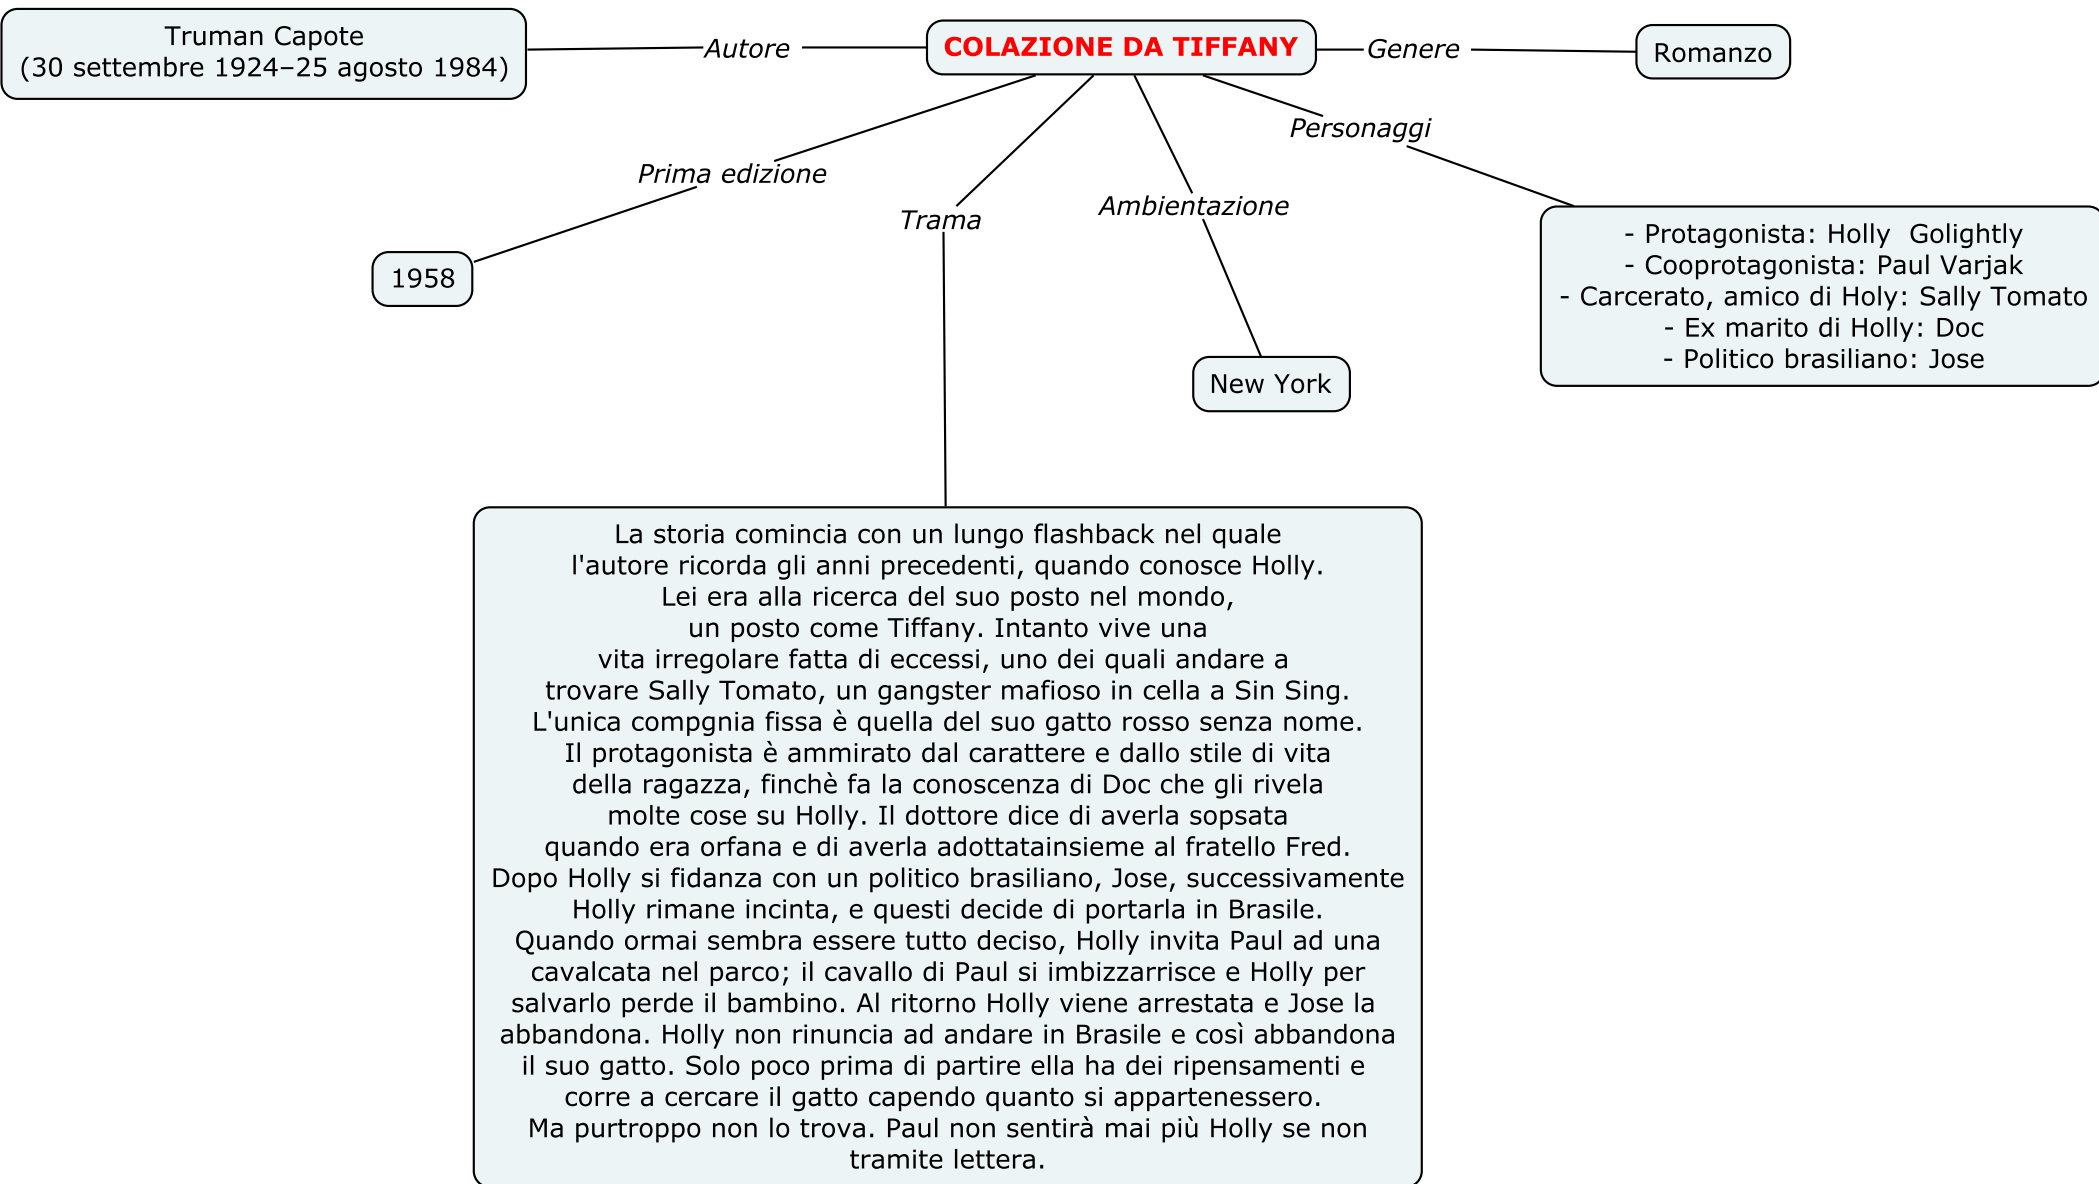 Truman Capote
(30 settembre 1924–25 agosto 1984)
Autore
COLAZIONE DA TIFFANY
Genere
Romanzo
Personaggi
Prima edizione
Ambientazione
Trama
- Protagonista: Holly  Golightly
- Cooprotagonista: Paul Varjak
- Carcerato, amico di Holy: Sally Tomato
- Ex marito di Holly: Doc
- Politico brasiliano: Jose
1958
New York
La storia comincia con un lungo flashback nel quale
l'autore ricorda gli anni precedenti, quando conosce Holly.
Lei era alla ricerca del suo posto nel mondo,
un posto come Tiffany. Intanto vive una
vita irregolare fatta di eccessi, uno dei quali andare a
trovare Sally Tomato, un gangster mafioso in cella a Sin Sing.
L'unica compgnia fissa è quella del suo gatto rosso senza nome.
Il protagonista è ammirato dal carattere e dallo stile di vita
della ragazza, finchè fa la conoscenza di Doc che gli rivela
molte cose su Holly. Il dottore dice di averla sopsata
quando era orfana e di averla adottatainsieme al fratello Fred.
Dopo Holly si fidanza con un politico brasiliano, Jose, successivamente
Holly rimane incinta, e questi decide di portarla in Brasile.
Quando ormai sembra essere tutto deciso, Holly invita Paul ad una
cavalcata nel parco; il cavallo di Paul si imbizzarrisce e Holly per
salvarlo perde il bambino. Al ritorno Holly viene arrestata e Jose la
abbandona. Holly non rinuncia ad andare in Brasile e così abbandona
il suo gatto. Solo poco prima di partire ella ha dei ripensamenti e
corre a cercare il gatto capendo quanto si appartenessero.
Ma purtroppo non lo trova. Paul non sentirà mai più Holly se non
tramite lettera.